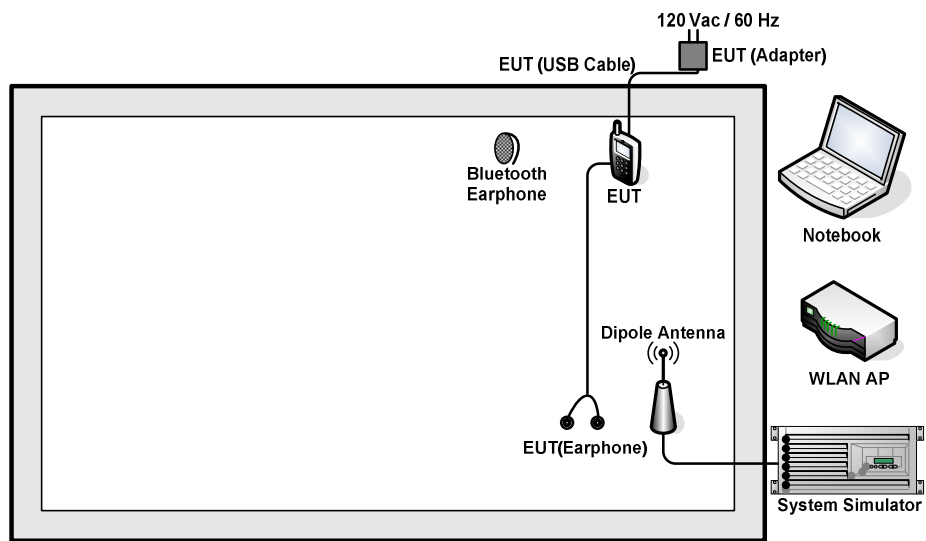 120 Vac / 60 Hz
EUT (Adapter)
EUT (USB Cable)
Bluetooth
Earphone
EUT
Notebook
Dipole Antenna
WLAN AP
EUT(Earphone)
System Simulator